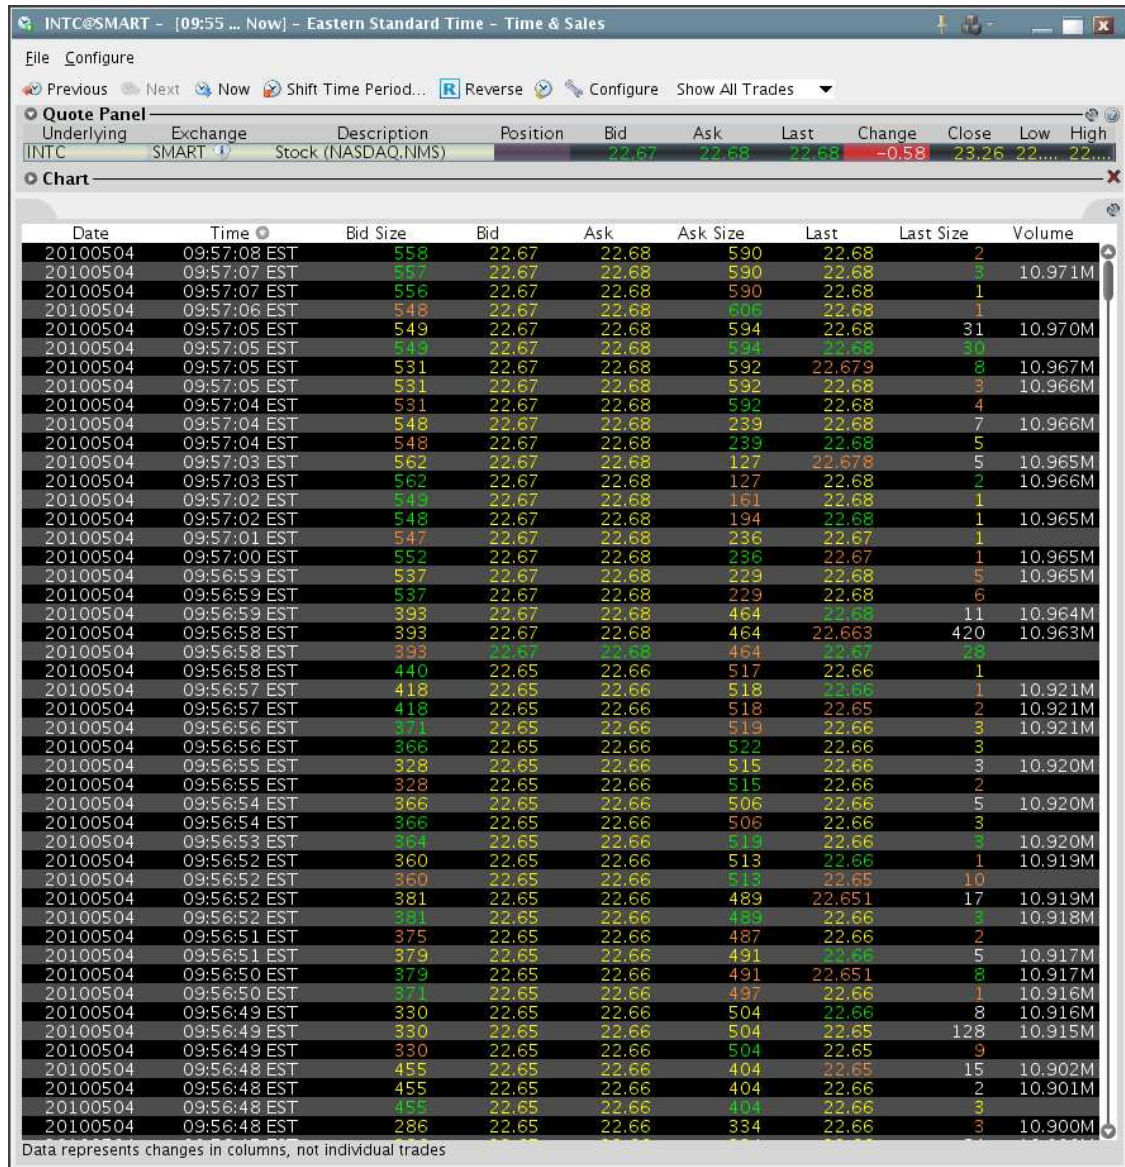 INTC@SMART - [09:55 ... Now] - Eastern Standard Time - Time & Sales
File Configure
Previous Next Now Shift Time Period... R Reverse Configure Show All Trades
Quote Panel
Underlying Exchange Description Position Bid Ask Last Change Close Low High
INTC SMART Stock (NASDAQ.NMS) 22.67 22.68 22.68 -0.58 23.26 22.... 22....
Chart
Date Time Bid Size Bid Ask Ask Size Last Last Size Volume
20100504 09:57:08 EST 558 22.67 22.68 590 22.68 2
20100504 09:57:07 EST 557 22.67 22.68 590 22.68 3 10.971M
20100504 09:57:07 EST 556 22.67 22.68 590 22.68 1
20100504 09:57:06 EST 548 22.67 22.68 606 22.68 1
20100504 09:57:05 EST 549 22.67 22.68 594 22.68 31 10.970M
20100504 09:57:05 EST 549 22.67 22.68 594 22.68 30
20100504 09:57:05 EST 531 22.67 22.68 592 22.679 8 10.967M
20100504 09:57:05 EST 531 22.67 22.68 592 22.68 3 10.966M
20100504 09:57:04 EST 531 22.67 22.68 592 22.68 4
20100504 09:57:04 EST 548 22.67 22.68 239 22.68 7 10.966M
20100504 09:57:04 EST 548 22.67 22.68 239 22.68 5
20100504 09:57:03 EST 562 22.67 22.68 127 22.678 5 10.965M
20100504 09:57:03 EST 562 22.67 22.68 127 22.68 2 10.966M
20100504 09:57:02 EST 549 22.67 22.68 161 22.68 1
20100504 09:57:02 EST 548 22.67 22.68 194 22.68 1 10.965M
20100504 09:57:01 EST 547 22.67 22.68 236 22.67 1
20100504 09:57:00 EST 552 22.67 22.68 236 22.67 1 10.965M
20100504 09:56:59 EST 537 22.67 22.68 229 22.68 5 10.965M
20100504 09:56:59 EST 537 22.67 22.68 229 22.68 6
20100504 09:56:59 EST 393 22.67 22.68 464 22.68 11 10.964M
20100504 09:56:58 EST 393 22.67 22.68 464 22.663 420 10.963M
20100504 09:56:58 EST 393 22.67 22.68 464 22.67 28
20100504 09:56:58 EST 440 22.65 22.66 517 22.66 1
20100504 09:56:57 EST 418 22.65 22.66 518 22.66 1 10.921M
20100504 09:56:57 EST 418 22.65 22.66 518 22.65 2 10.921M
20100504 09:56:56 EST 371 22.65 22.66 519 22.66 3 10.921M
20100504 09:56:56 EST 366 22.65 22.66 522 22.66 3
20100504 09:56:55 EST 328 22.65 22.66 515 22.66 3 10.920M
20100504 09:56:55 EST 328 22.65 22.66 515 22.66 2
20100504 09:56:54 EST 366 22.65 22.66 506 22.66 5 10.920M
20100504 09:56:54 EST 366 22.65 22.66 506 22.66 3
20100504 09:56:53 EST 364 22.65 22.66 519 22.66 3 10.920M
20100504 09:56:52 EST 360 22.65 22.66 513 22.66 1 10.919M
20100504 09:56:52 EST 360 22.65 22.66 513 22.65 10
20100504 09:56:52 EST 381 22.65 22.66 489 22.651 17 10.919M
20100504 09:56:52 EST 381 22.65 22.66 489 22.66 3 10.918M
20100504 09:56:51 EST 375 22.65 22.66 487 22.66 2
20100504 09:56:51 EST 379 22.65 22.66 491 22.66 5 10.917M
20100504 09:56:50 EST 379 22.65 22.66 491 22.651 8 10.917M
20100504 09:56:50 EST 371 22.65 22.66 497 22.66 1 10.916M
20100504 09:56:49 EST 330 22.65 22.66 504 22.66 8 10.916M
20100504 09:56:49 EST 330 22.65 22.66 504 22.65 128 10.915M
20100504 09:56:49 EST 330 22.65 22.66 504 22.65 9
20100504 09:56:48 EST 455 22.65 22.66 404 22.65 15 10.902M
20100504 09:56:48 EST 455 22.65 22.66 404 22.66 2 10.901M
20100504 09:56:48 EST 455 22.65 22.66 404 22.66 3
20100504 09:56:48 EST 286 22.65 22.66 334 22.66 3 10.900M
Data represents changes in columns, not individual trades